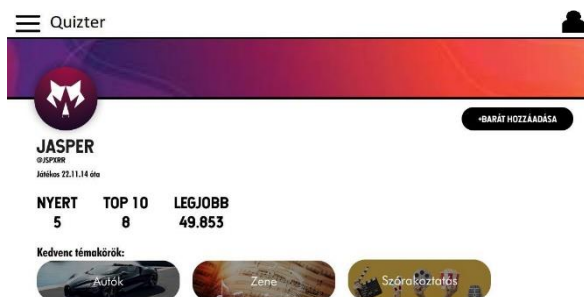 Quizter
+BARÁT HOZZÁADÁSA
JASPER
@JSPXRR
Játékos 22.11.14 óta
NYERT TOP 10 LEGJOBB
5 8 49.853
Kedvenc témakörök:
Autók Zene Szórakoztatás